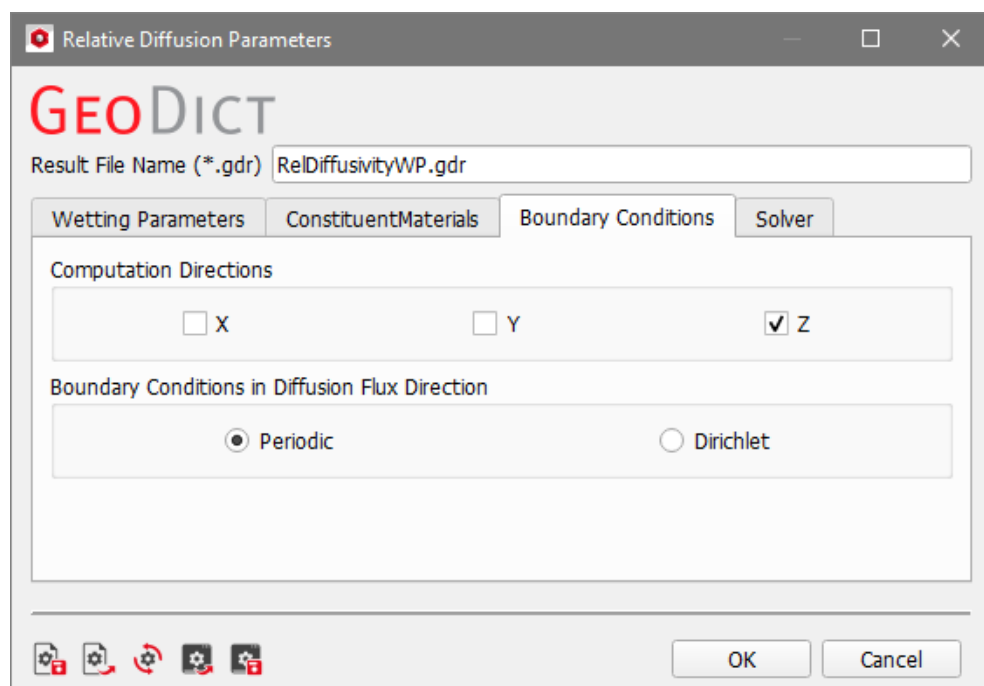 Relative Diffusion Parameters
GEODICT
Result File Name (*.gdr) RelDiffusivityWP.gdr
Wetting Parameters ConstituentMaterials Boundary Conditions Solver
Computation Directions
X Y Z
Boundary Conditions in Diffusion Flux Direction
Periodic Dirichlet
OK Cancel